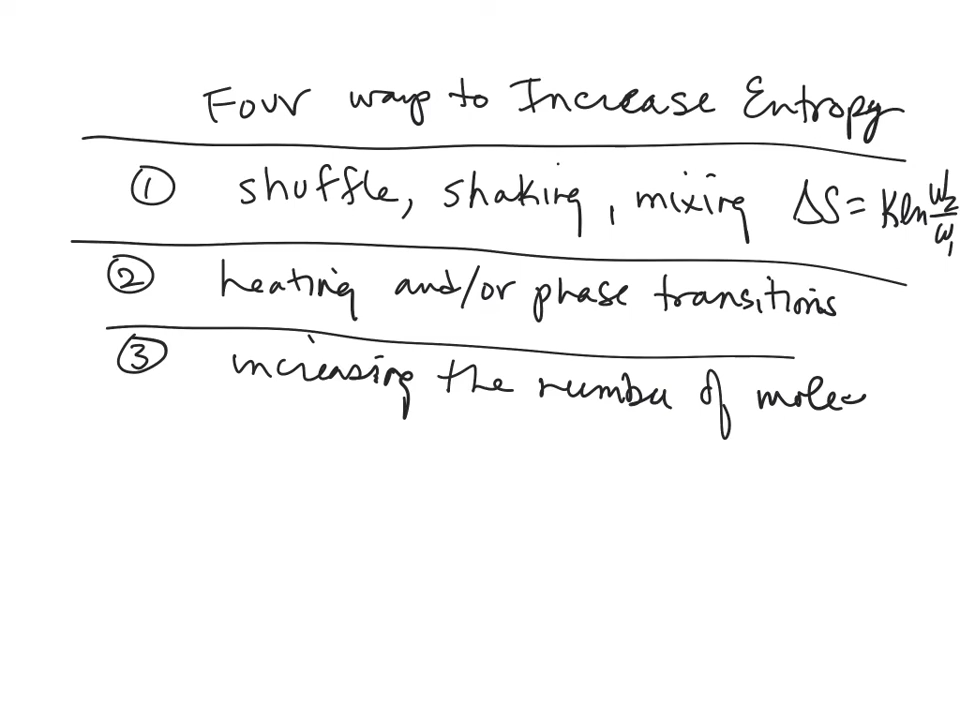 Four ways to Increase Entropy
① shuffle, shaking, mixing ΔS = K ln W2/W1
② heating and/or phase transitions
③ increasing the number of molec